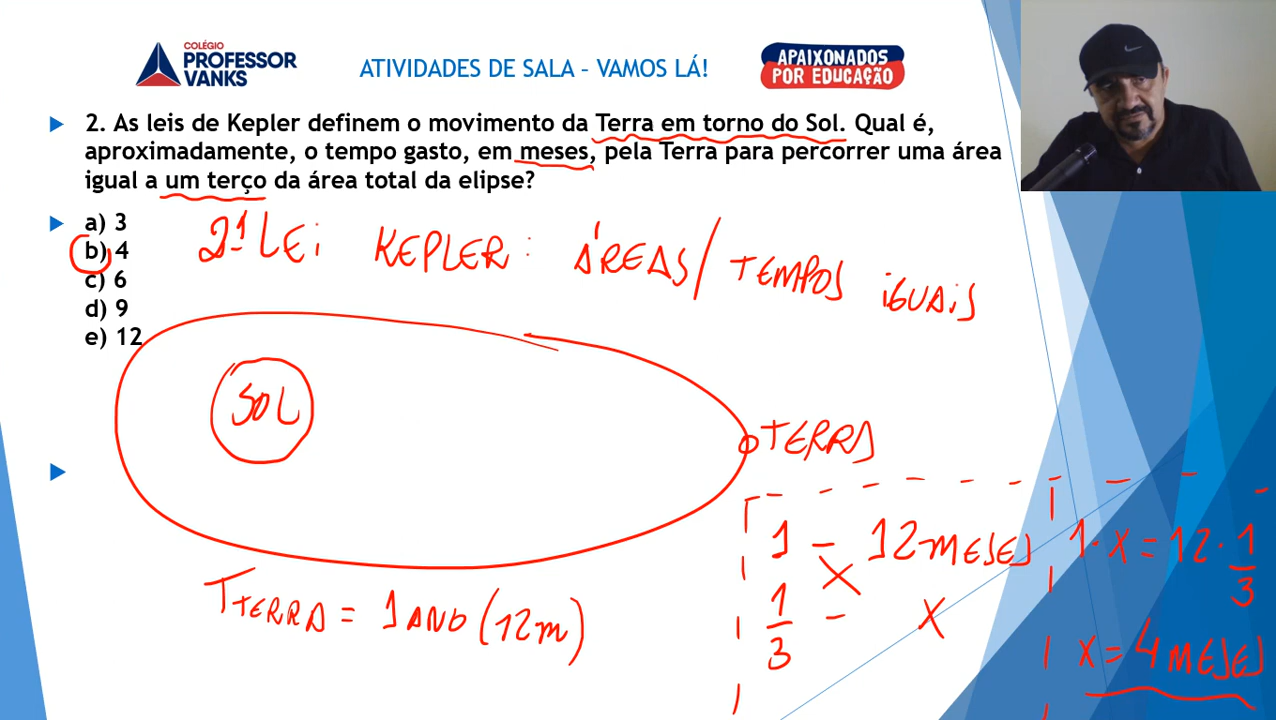 COLÉGIO
PROFESSOR
VANKS
ATIVIDADES DE SALA – VAMOS LÁ!
APAIXONADOS
POR EDUCAÇÃO
2. As leis de Kepler definem o movimento da Terra em torno do Sol. Qual é,
aproximadamente, o tempo gasto, em meses, pela Terra para percorrer uma área
igual a um terço da área total da elipse?
a) 3
b) 4
c) 6
d) 9
e) 12
2ª LEI KEPLER: ÁREAS/TEMPOS IGUAIS
SOL
TERRA
T TERRA = 1 ANO (12m)
1 – 12 MESES
1/3 – X
1·X = 12·1/3
X = 4 MESES